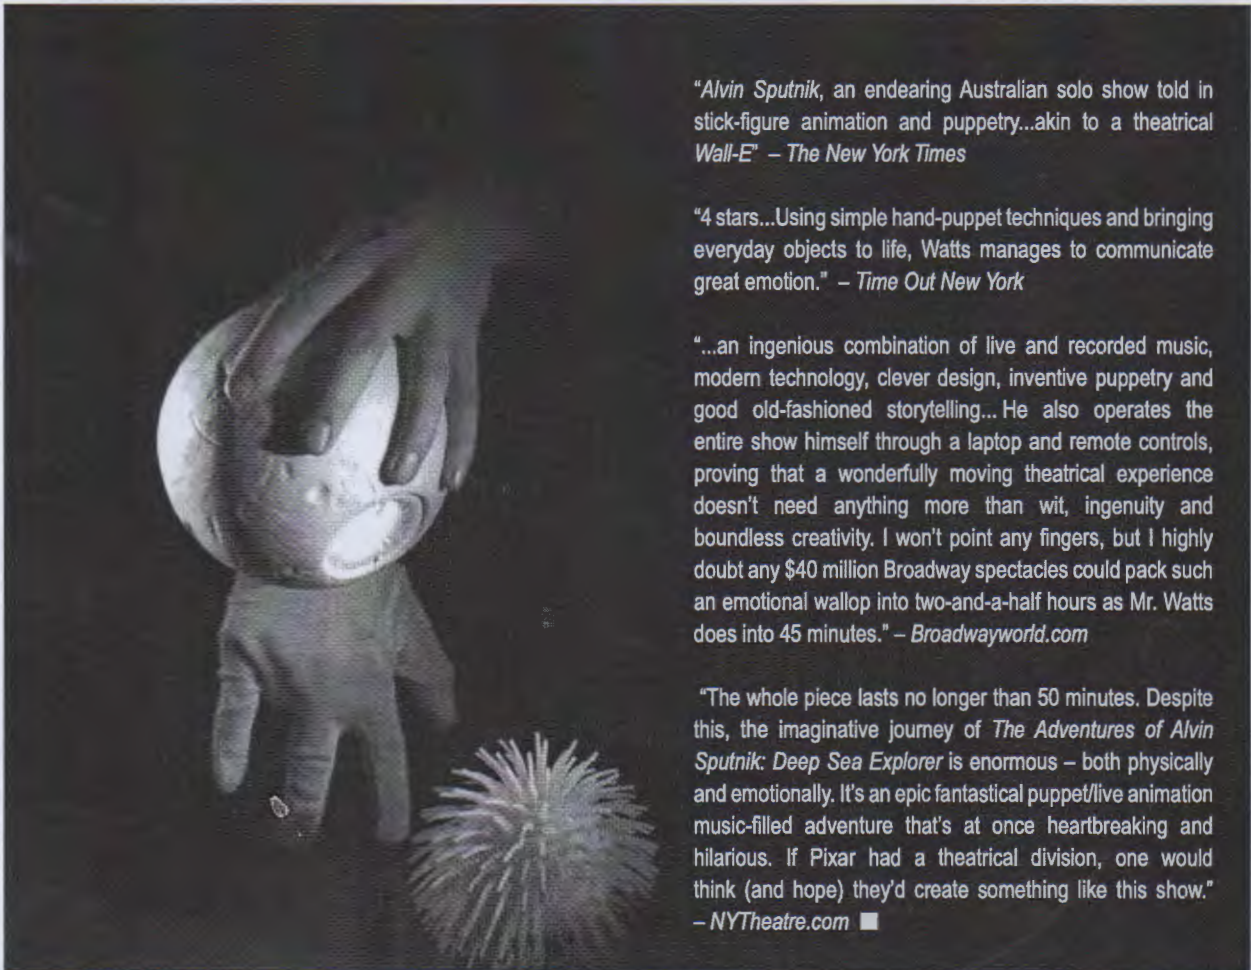 “Alvin Sputnik, an endearing Australian solo show told in
stick-figure animation and puppetry...akin to a theatrical
Wall-E” – The New York Times
“4 stars...Using simple hand-puppet techniques and bringing
everyday objects to life, Watts manages to communicate
great emotion.” – Time Out New York
“...an ingenious combination of live and recorded music,
modern technology, clever design, inventive puppetry and
good old-fashioned storytelling... He also operates the
entire show himself through a laptop and remote controls,
proving that a wonderfully moving theatrical experience
doesn't need anything more than wit, ingenuity and
boundless creativity. I won't point any fingers, but I highly
doubt any $40 million Broadway spectacles could pack such
an emotional wallop into two-and-a-half hours as Mr. Watts
does into 45 minutes.” – Broadwayworld.com
“The whole piece lasts no longer than 50 minutes. Despite
this, the imaginative journey of The Adventures of Alvin
Sputnik: Deep Sea Explorer is enormous – both physically
and emotionally. It's an epic fantastical puppet/live animation
music-filled adventure that's at once heartbreaking and
hilarious. If Pixar had a theatrical division, one would
think (and hope) they'd create something like this show.”
– NYTheatre.com ■